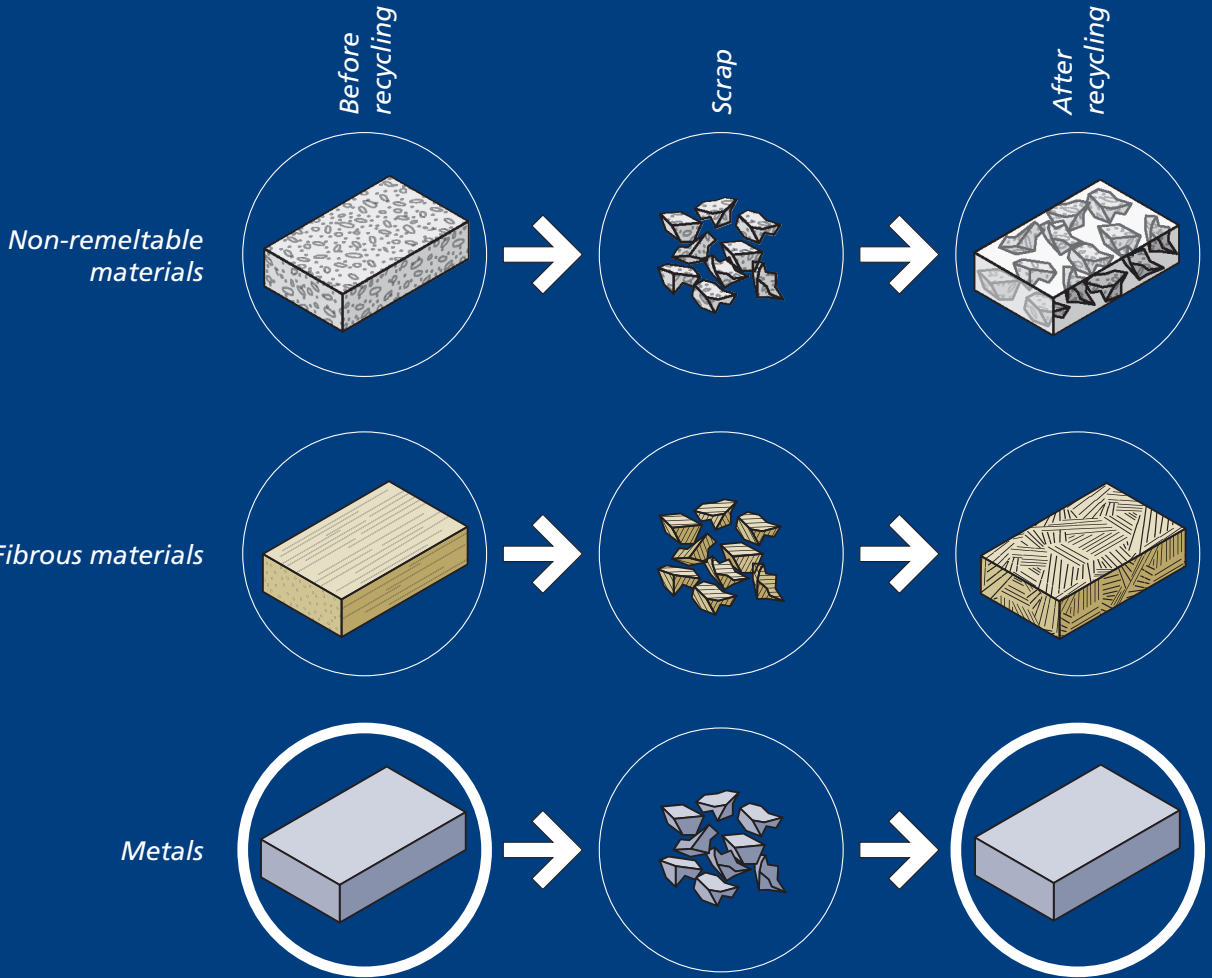 Before
recycling
Scrap
After
recycling
Non-remeltable
materials
Fibrous materials
Metals